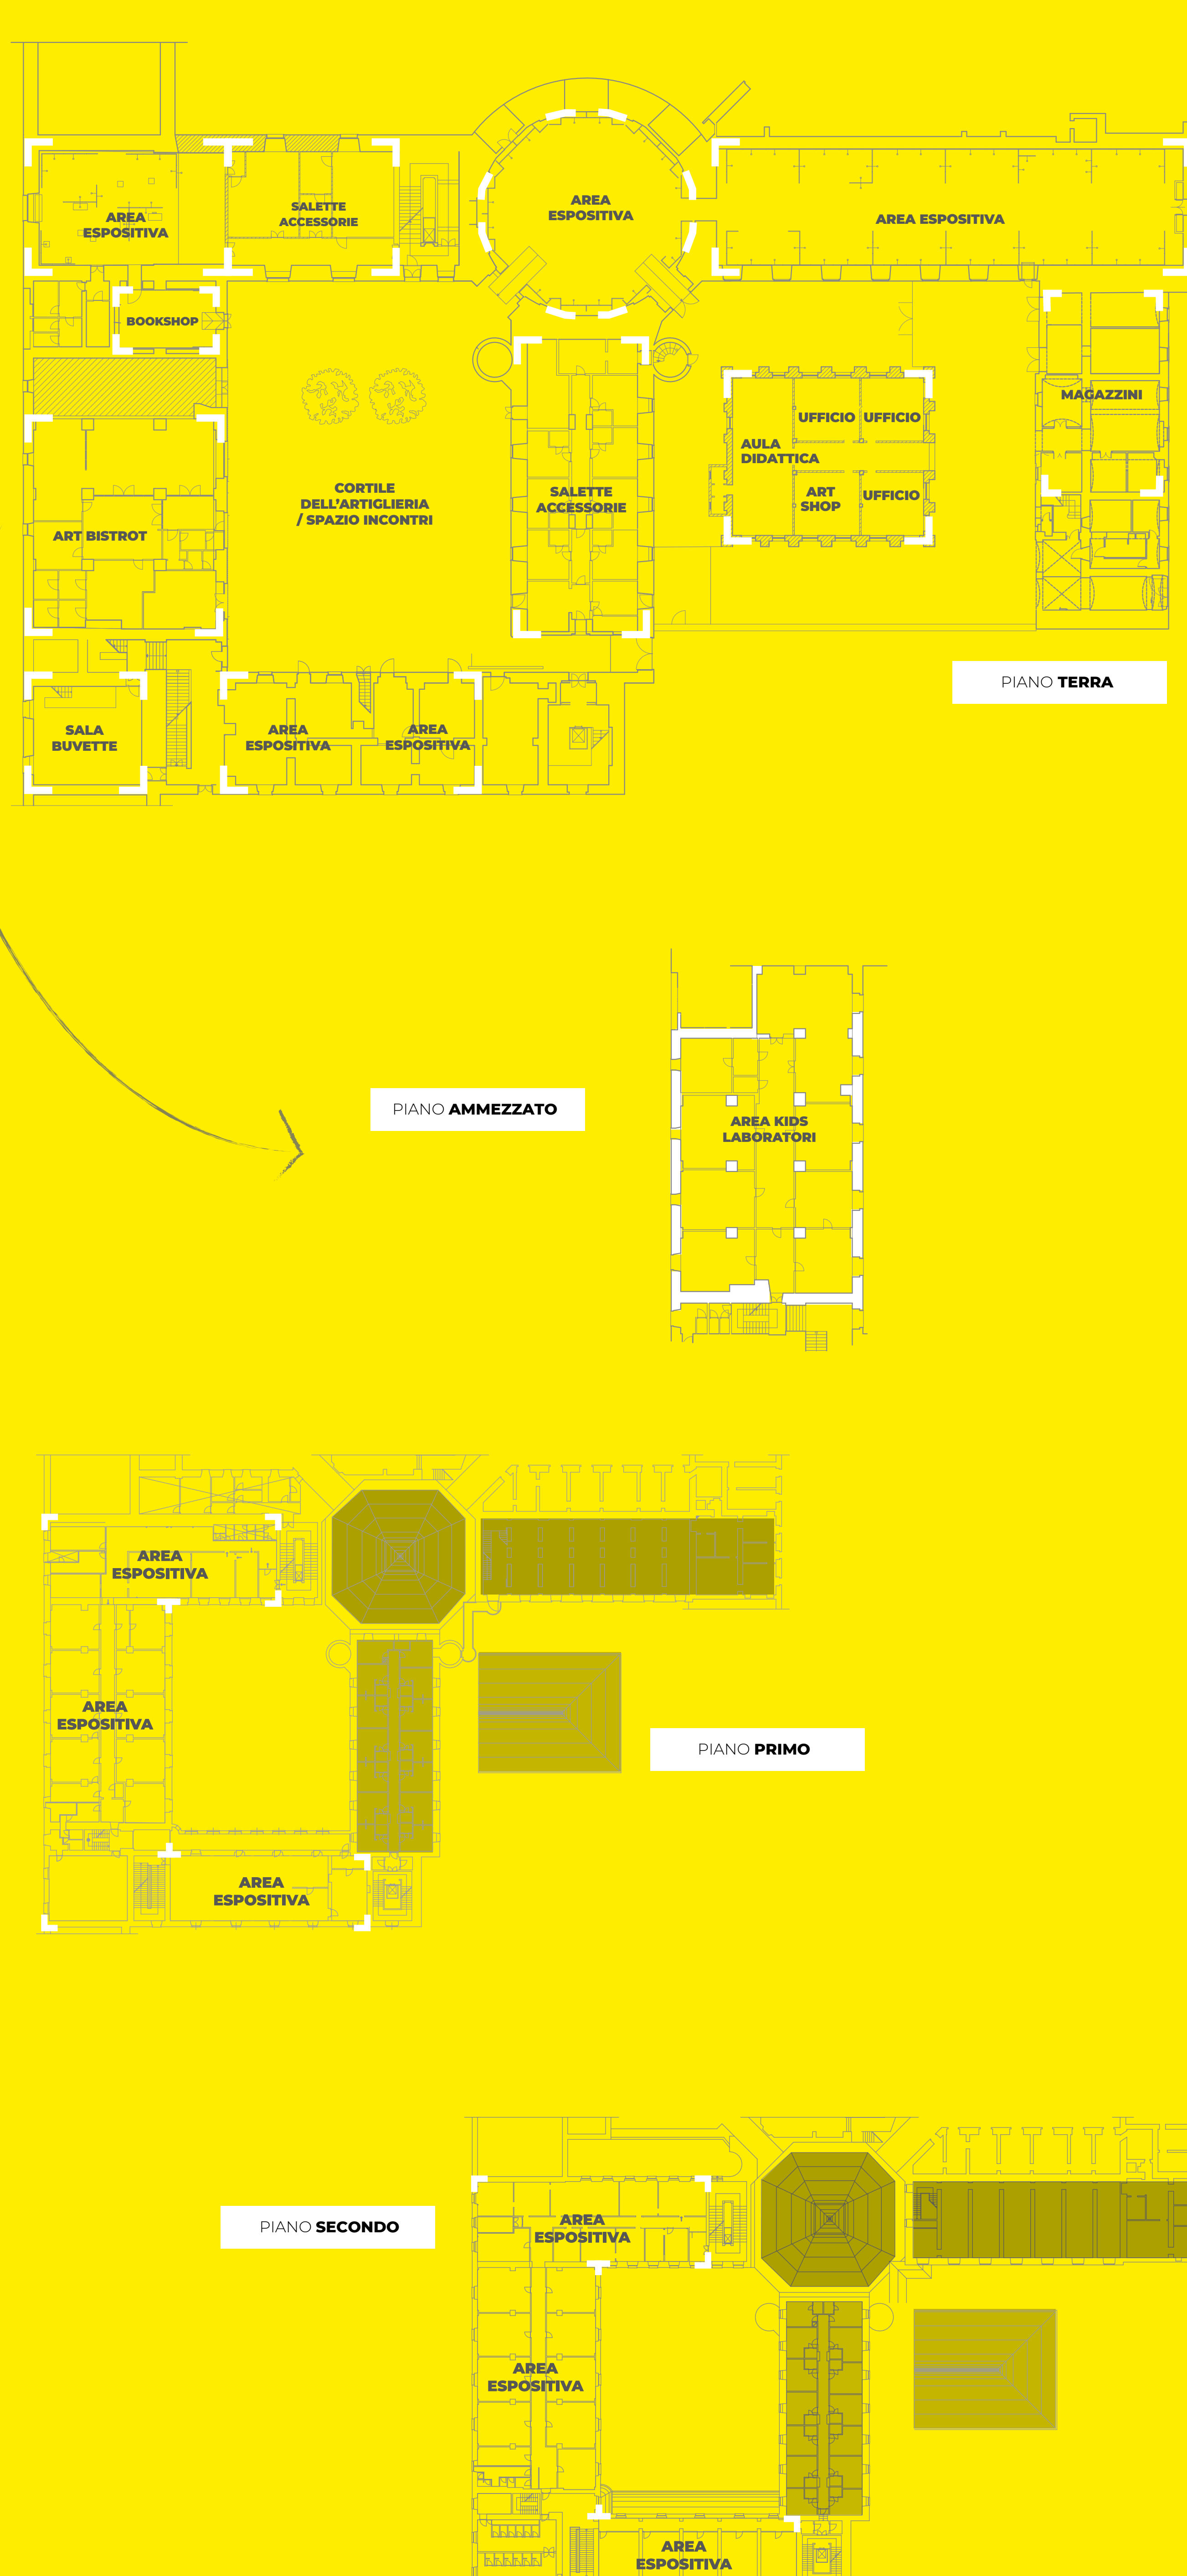 AREA
ESPOSITIVA
SALETTE
ACCESSORIE
AREA
ESPOSITIVA
AREA ESPOSITIVA
BOOKSHOP
MAGAZZINI
UFFICIO
UFFICIO
AULA
DIDATTICA
ART
SHOP
UFFICIO
CORTILE
DELL'ARTIGLIERIA
/ SPAZIO INCONTRI
SALETTE
ACCESSORIE
ART BISTROT
PIANO TERRA
SALA
BUVETTE
AREA
ESPOSITIVA
AREA
ESPOSITIVA
PIANO AMMEZZATO
AREA KIDS
LABORATORI
AREA
ESPOSITIVA
AREA
ESPOSITIVA
PIANO PRIMO
AREA
ESPOSITIVA
PIANO SECONDO
AREA
ESPOSITIVA
AREA
ESPOSITIVA
AREA
ESPOSITIVA